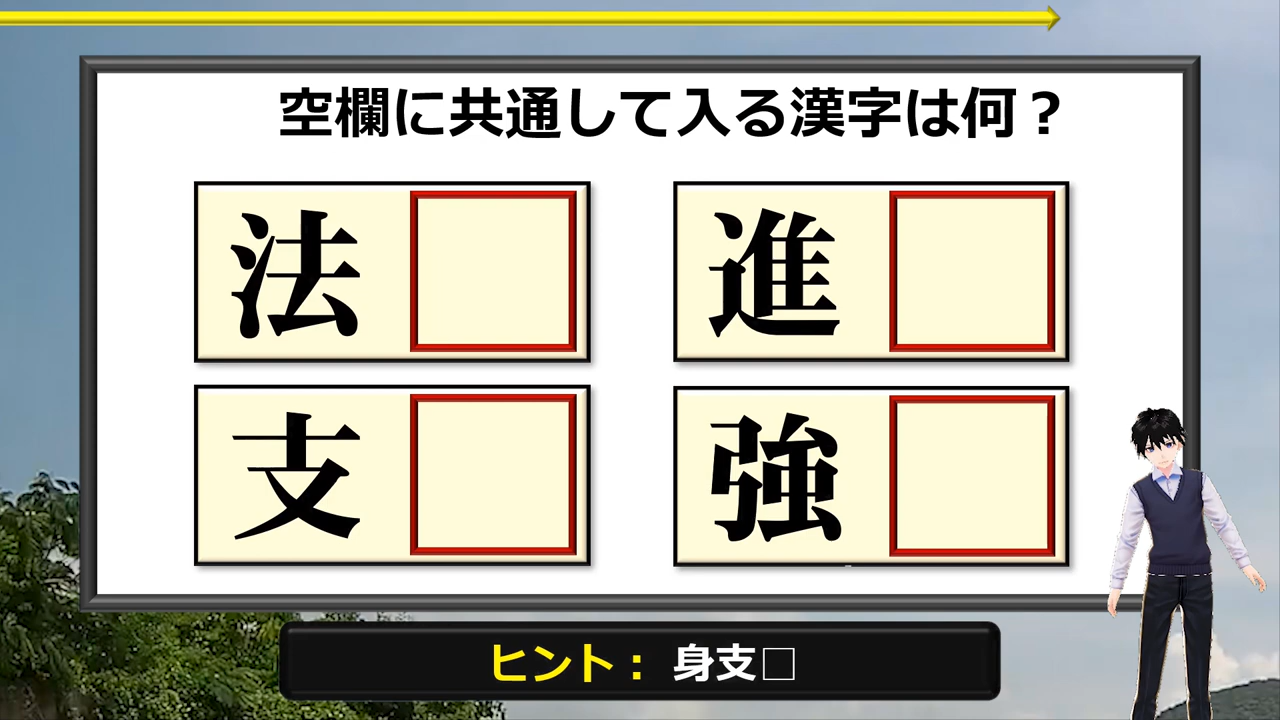 空欄に共通して入る漢字は何？
法□ 進□
支□ 強□
ヒント： 身支□